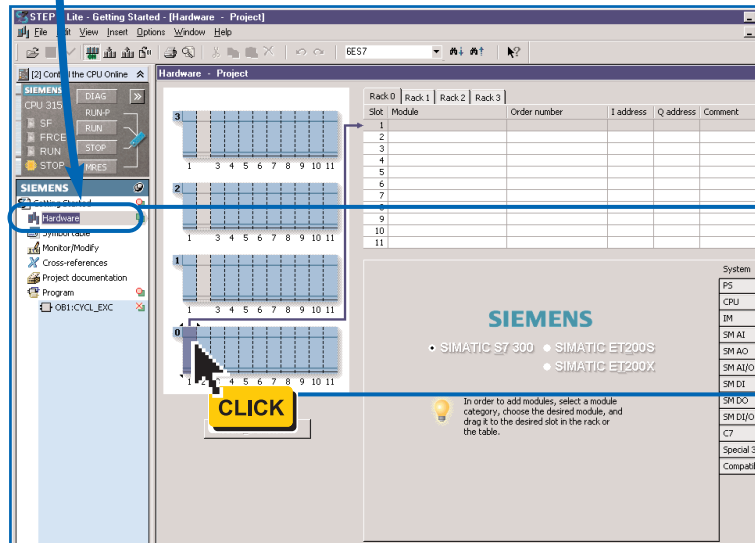 STEP Lite - Getting Started - [Hardware - Project]
File Edit View Insert Options Window Help
6ES7
[2] the CPU Online
Hardware - Project
SIEMENS
CPU 315
DIAG
RUN-P
SF
RUN
FRCE
RUN
STOP
STOP
MRES
SIEMENS
Getting Started
Hardware
Symbol table
Monitor/Modify
Cross-references
Project documentation
Program
OB1:CYCL_EXC
3
1 3 4 5 6 7 8 9 10 11
2
1 3 4 5 6 7 8 9 10 11
1
1 3 4 5 6 7 8 9 10 11
0
1 2 4 5 6 7 8 9 10 11
CLICK
Rack 0 Rack 1 Rack 2 Rack 3
Slot Module Order number I address Q address Comment
1
2
3
4
5
6
7
8
9
10
11
SIEMENS
SIMATIC S7 300 SIMATIC ET200S
SIMATIC ET200X
In order to add modules, select a module
category, choose the desired module, and
drag it to the desired slot in the rack or
the table.
System
PS
CPU
IM
SM AI
SM AO
SM AI/O
SM DI
SM DO
SM DI/O
C7
Special 3